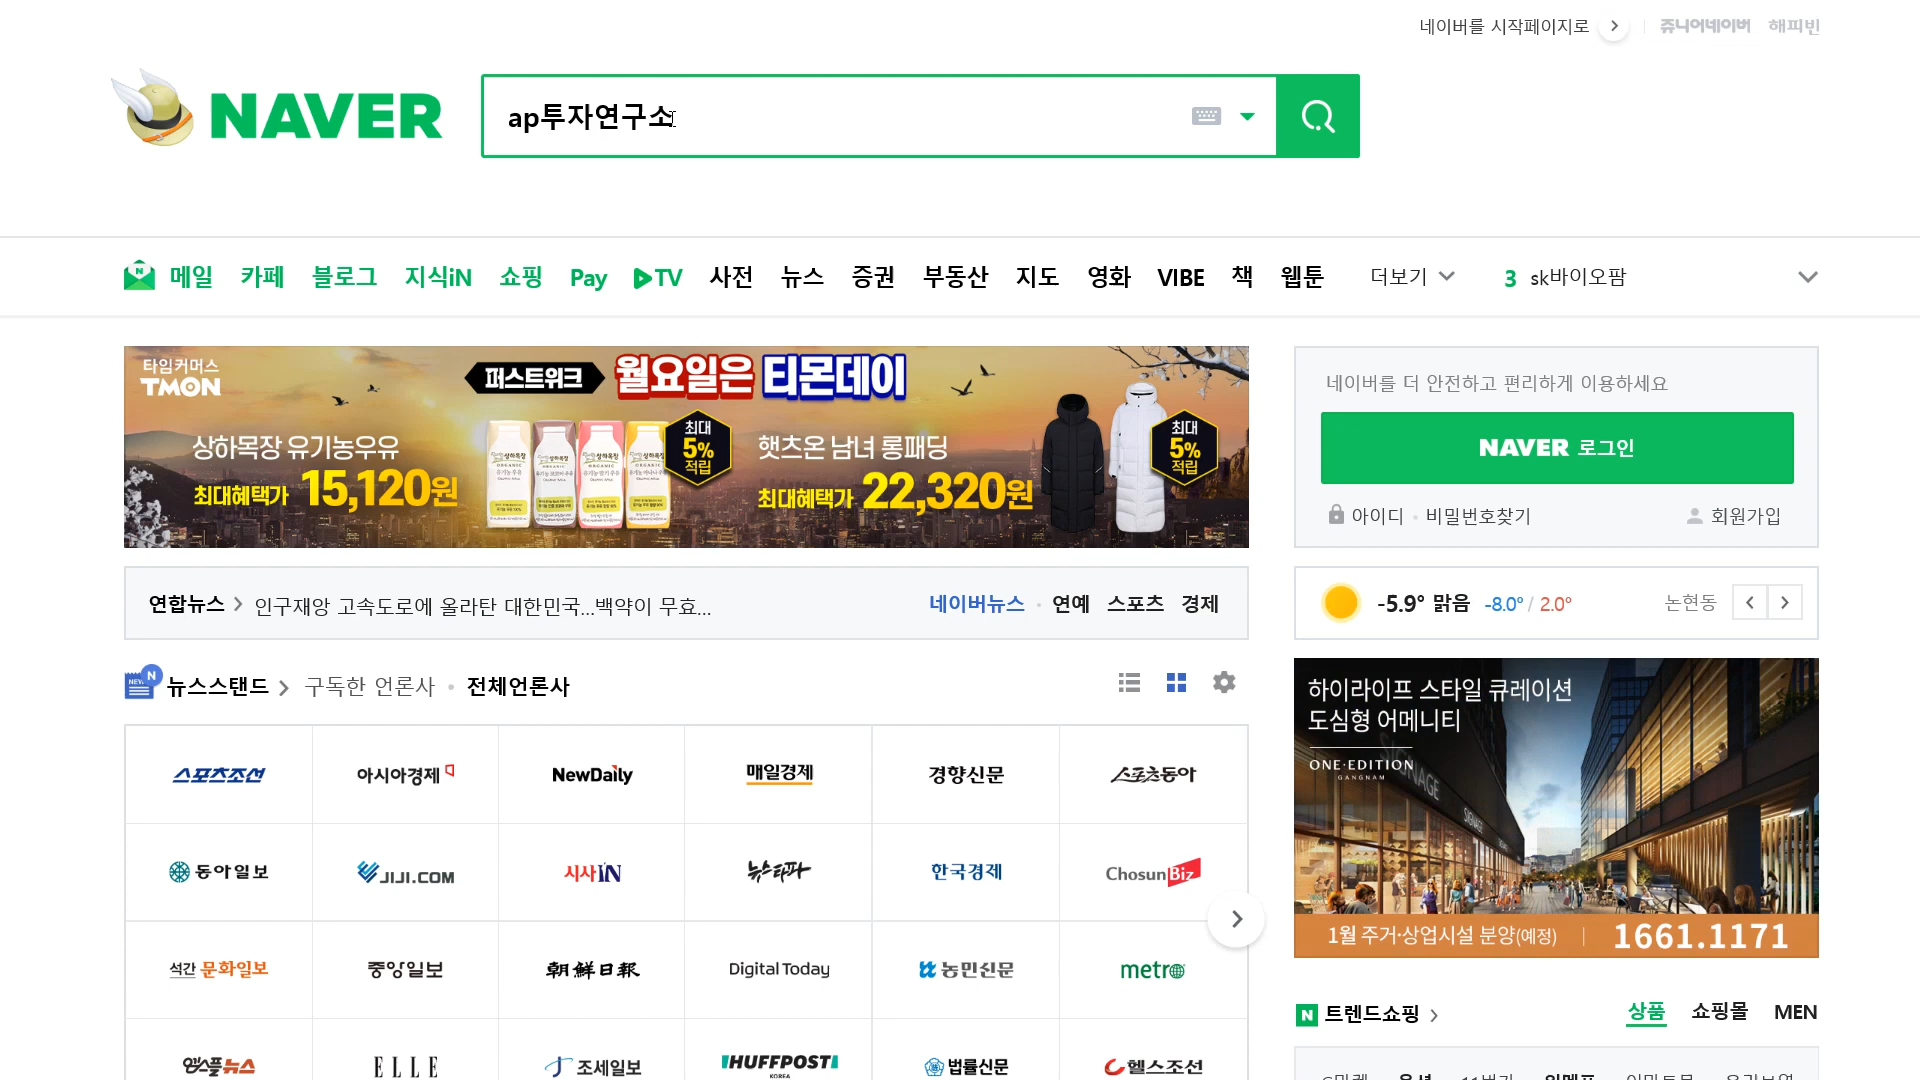 네이버를 시작페이지로 쥬니어네이버 해피빈
NAVER
ap투자연구소
메일 카페 블로그 지식iN 쇼핑 Pay TV 사전 뉴스 증권 부동산 지도 영화 VIBE 책 웹툰 더보기 3 sk바이오팜
타임커머스
TMON
퍼스트위크 월요일은 티몬데이
상하목장 유기농우유
최대혜택가 15,120원
최대 5% 적립
햇츠온 남녀 롱패딩
최대혜택가 22,320원
최대 5% 적립
네이버를 더 안전하고 편리하게 이용하세요
NAVER 로그인
아이디 · 비밀번호찾기 회원가입
연합뉴스 > 인구재앙 고속도로에 올라탄 대한민국...백약이 무효...
네이버뉴스 · 연예 스포츠 경제
-5.9° 맑음 -8.0° / 2.0° 논현동
뉴스스탠드 > 구독한 언론사 · 전체언론사
스포츠조선 아시아경제 NewDaily 매일경제 경향신문 스포츠동아
동아일보 JIJI.COM 시사IN 뉴스타파 한국경제 ChosunBiz
석간 문화일보 중앙일보 朝鮮日報 Digital Today 농민신문 metro
엠스플뉴스 ELLE 조세일보 HUFFPOST KOREA 법률신문 헬스조선
하이라이프 스타일 큐레이션
도심형 어메니티
ONE·EDITION
GANGNAM
SIGNAGE
SIGNAGE
1월 주거·상업시설 분양(예정) | 1661.1171
N 트렌드쇼핑 > 상품 쇼핑몰 MEN